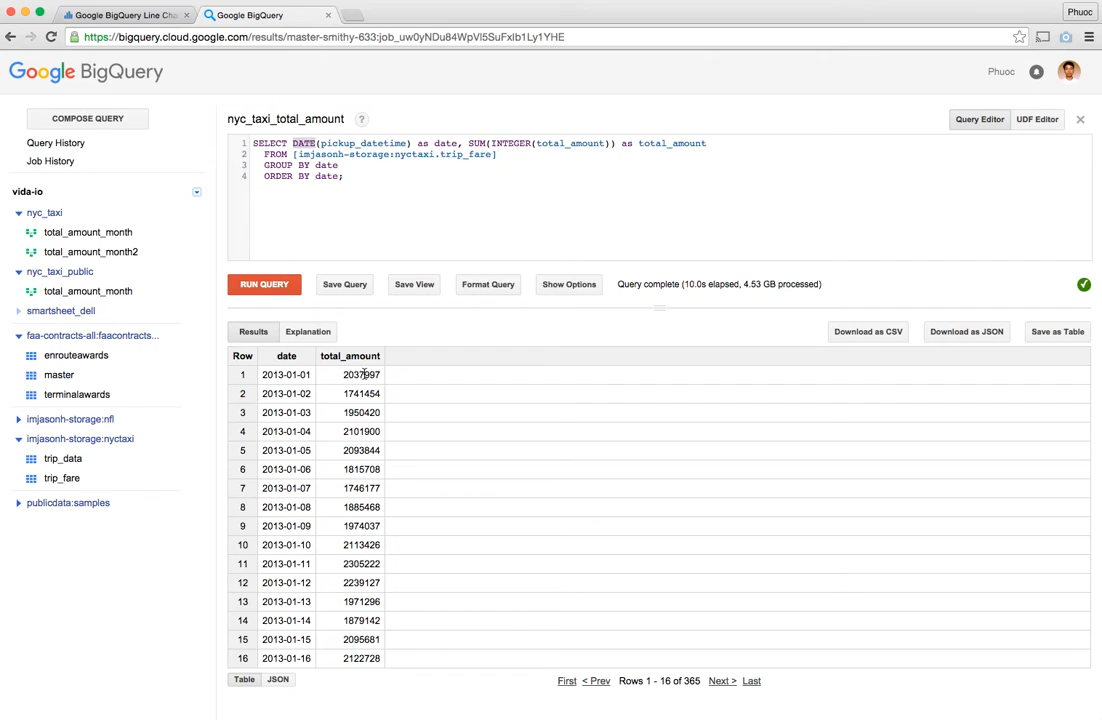 Google BigQuery Line Cha
Google BigQuery
Phuoc
https://bigquery.cloud.google.com/results/master-smithy-633:job_uw0yNDu84WpVl5SuFxIb1Ly1YHE
Google BigQuery
Phuoc
COMPOSE QUERY
Query History
Job History
vida-io
nyc_taxi
total_amount_month
total_amount_month2
nyc_taxi_public
total_amount_month
smartsheet_dell
faa-contracts-all:faacontracts...
enrouteawards
master
terminalawards
imjasonh-storage:nfl
imjasonh-storage:nyctaxi
trip_data
trip_fare
publicdata:samples
nyc_taxi_total_amount ?
Query Editor UDF Editor
1 SELECT DATE(pickup_datetime) as date, SUM(INTEGER(total_amount)) as total_amount
2 FROM [imjasonh-storage:nyctaxi.trip_fare]
3 GROUP BY date
4 ORDER BY date;
RUN QUERY Save Query Save View Format Query Show Options Query complete (10.0s elapsed, 4.53 GB processed)
Results Explanation Download as CSV Download as JSON Save as Table
Row date total_amount
1 2013-01-01 2037997
2 2013-01-02 1741454
3 2013-01-03 1950420
4 2013-01-04 2101900
5 2013-01-05 2093844
6 2013-01-06 1815708
7 2013-01-07 1746177
8 2013-01-08 1885468
9 2013-01-09 1974037
10 2013-01-10 2113426
11 2013-01-11 2305222
12 2013-01-12 2239127
13 2013-01-13 1971296
14 2013-01-14 1879142
15 2013-01-15 2095681
16 2013-01-16 2122728
Table JSON First < Prev Rows 1 - 16 of 365 Next > Last